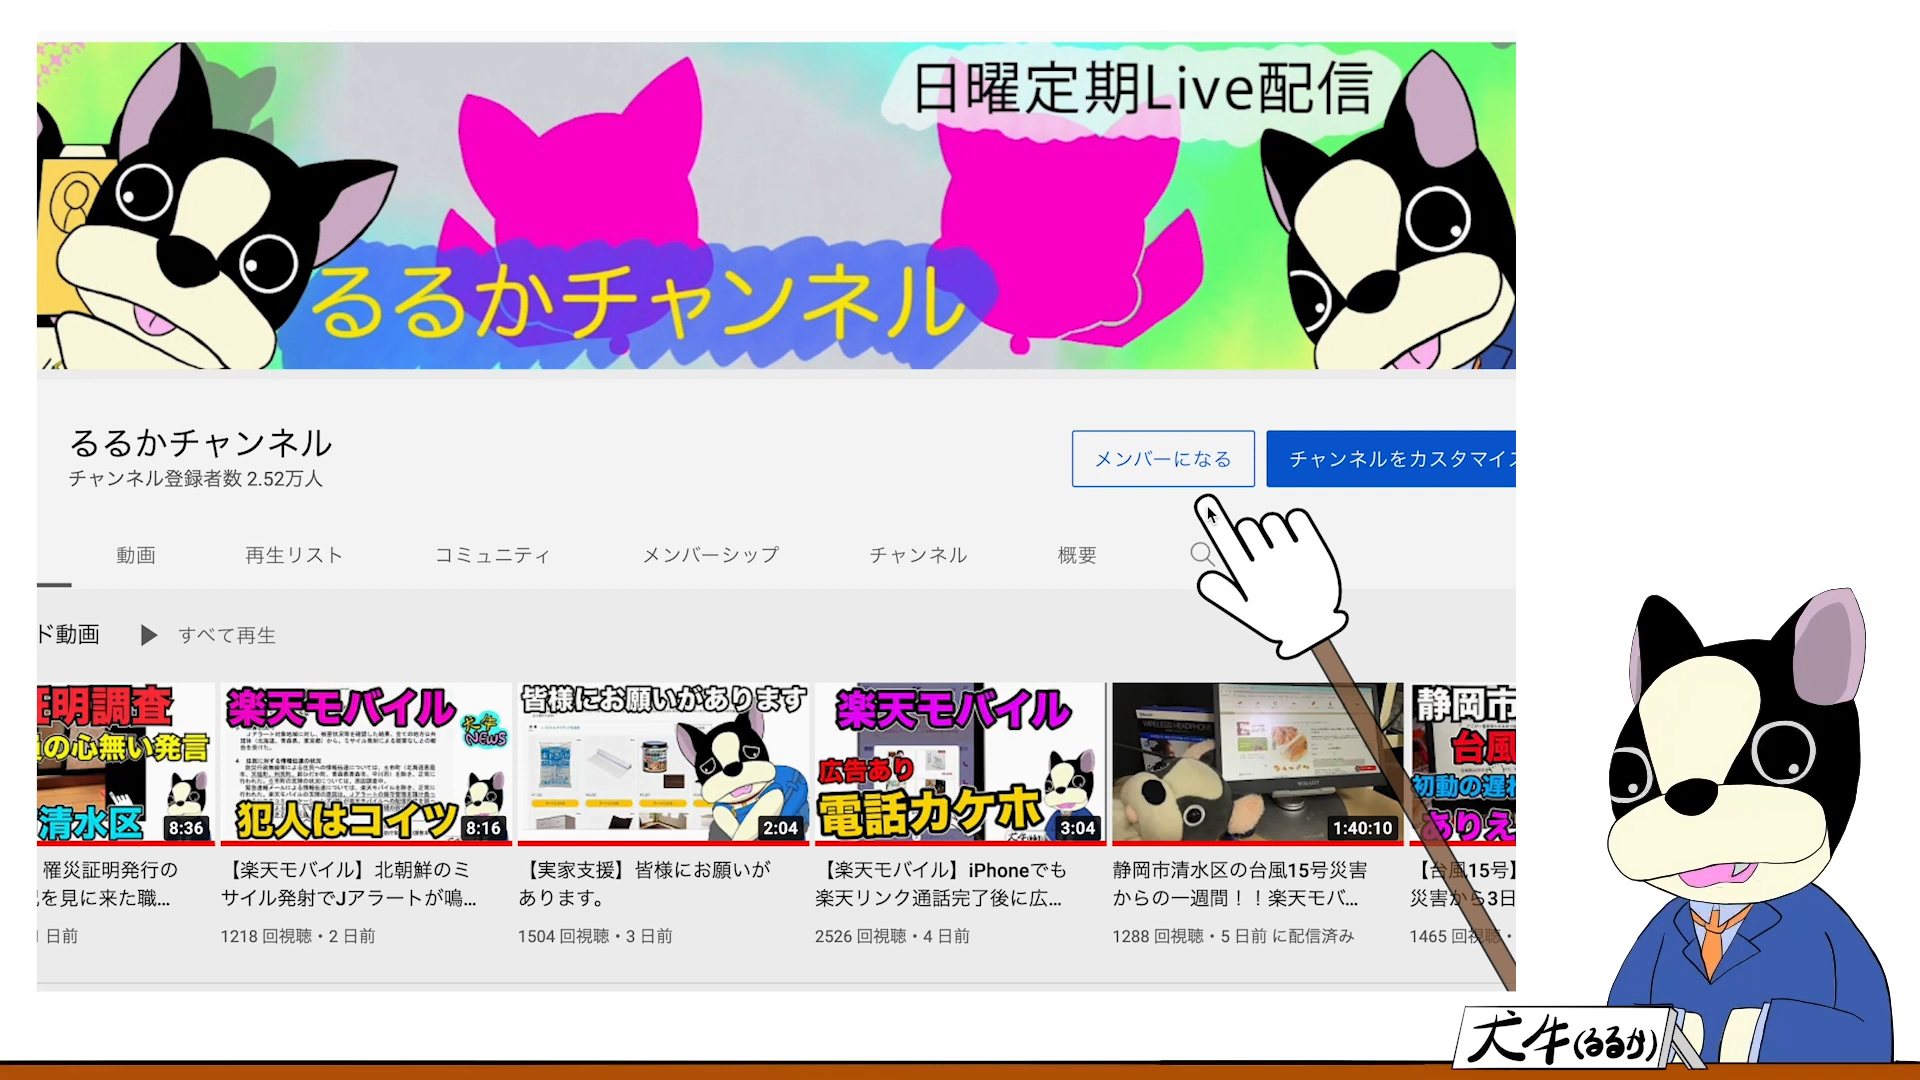 日曜定期Live配信
るるかチャンネル
るるかチャンネル
チャンネル登録者数 2.52万人
メンバーになる
チャンネルをカスタマイズ
動画
再生リスト
コミュニティ
メンバーシップ
チャンネル
概要
ド動画
すべて再生
証明調査
の心無い発言
清水区
8:36
楽天モバイル
犬牛
NEWS
犯人はコイツ
8:16
皆様にお願いがあります
2:04
楽天モバイル
広告あり
電話カケホ
3:04
1:40:10
静岡市
台風
初動の遅れ
ありえ
罹災証明発行の
を見に来た職...
日前
【楽天モバイル】北朝鮮のミ
サイル発射でJアラートが鳴...
1218 回視聴・2 日前
【実家支援】皆様にお願いが
あります。
1504 回視聴・3 日前
【楽天モバイル】iPhoneでも
楽天リンク通話完了後に広...
2526 回視聴・4 日前
静岡市清水区の台風15号災害
からの一週間！！楽天モバ...
1288 回視聴・5 日前 に配信済み
【台風15号】
災害から3日
1465 回視聴・
犬牛(るるか)